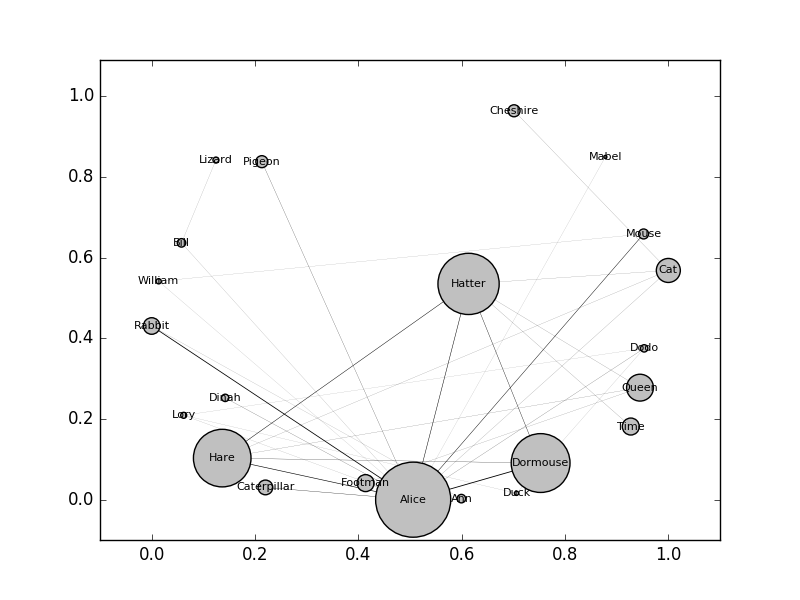 1.0
Cheshire
Lizard
Pigeon
Mabel
0.8
Bill
Mouse
0.6
William
Hatter
Cat
Rabbit
0.4
Dodo
Dinah
Queen
Lory
0.2
Time
Hare
Dormouse
Caterpillar
Footman
0.0
Alice
Ann
Duck
0.0 0.2 0.4 0.6 0.8 1.0